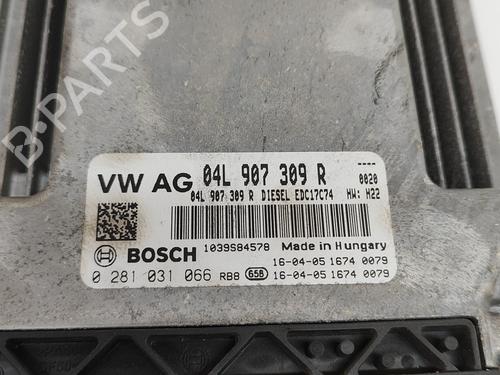 VW AG 04L 907 309 R ----
0020
04L 907 309 R DIESEL EDC17C74 HW: H22
BOSCH 1039S84578 Made in Hungary
16-04-05 1674 0079
0 281 031 066 RBB 658 16-04-05 1674 0079
B-PARTS